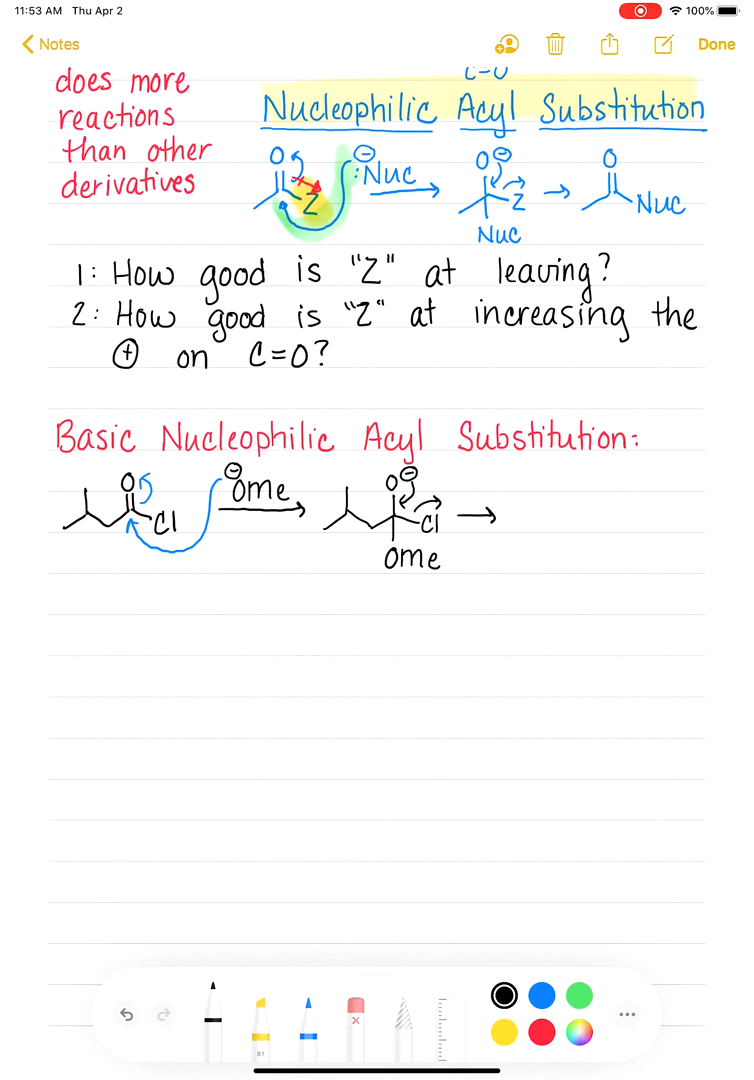 11:53 AM Thu Apr 2
100%
Notes
Done
does more
reactions
than other
derivatives
Nucleophilic Acyl Substitution
O Z
⊖:Nuc
O⊖ Z Nuc
O Nuc
1: How good is "Z" at leaving?
2: How good is "Z" at increasing the
⊕ on C=O?
Basic Nucleophilic Acyl Substitution:
O Cl
⊖OMe
O⊖ Cl
OMe
81